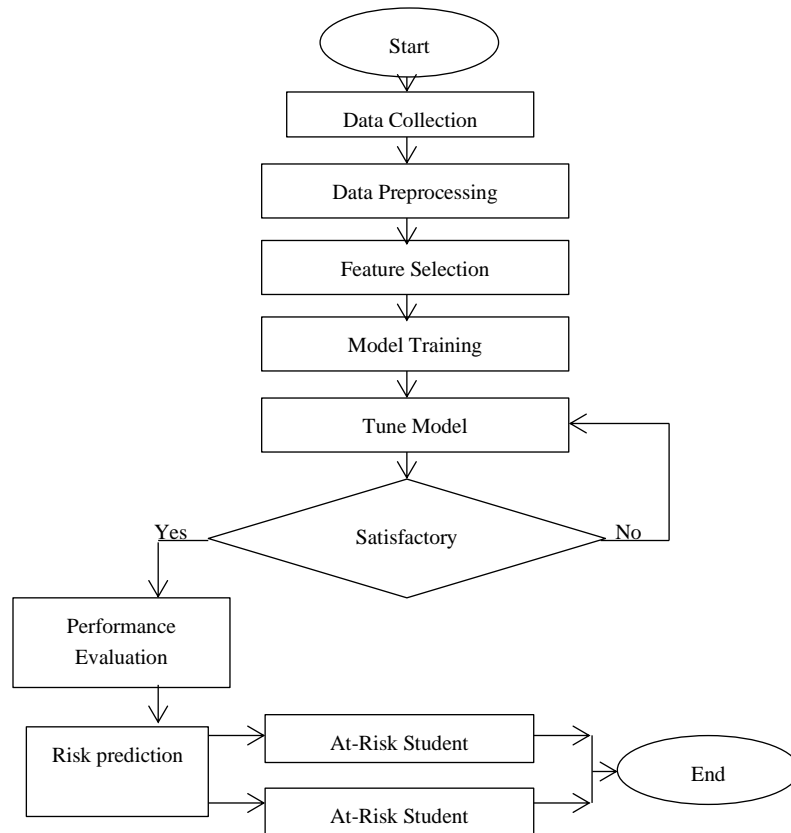 Start
Data Collection
Data Preprocessing
Feature Selection
Model Training
Tune Model
Satisfactory
Yes
No
Performance
Evaluation
Risk prediction
At-Risk Student
At-Risk Student
End